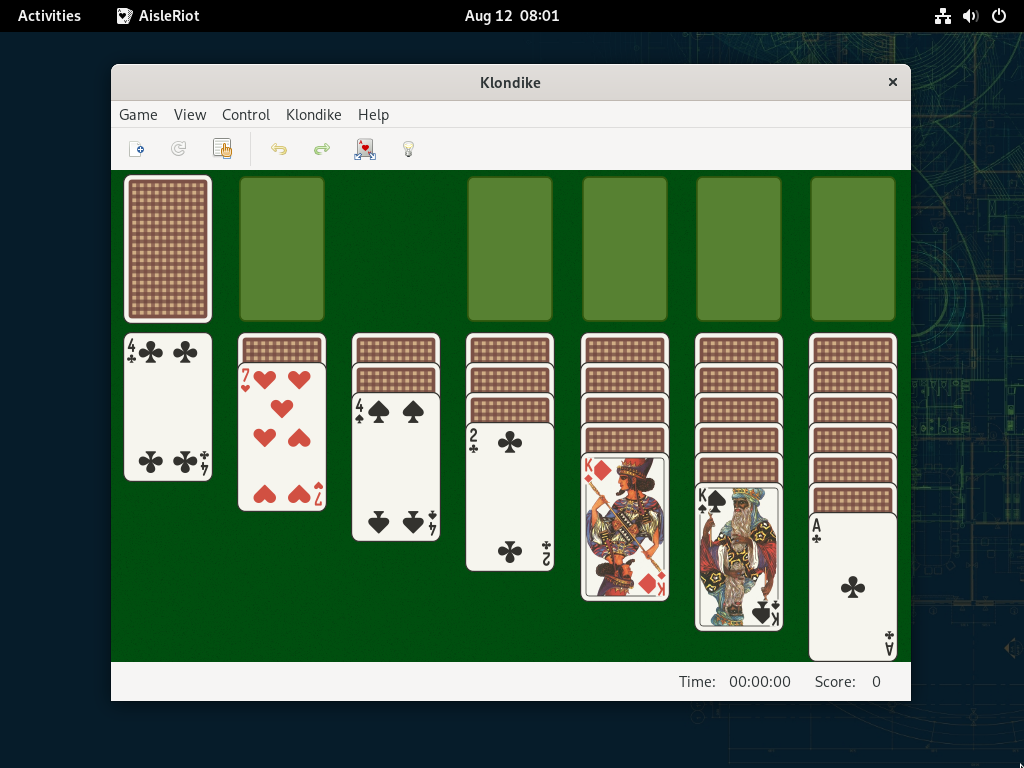 Activities AisleRiot Aug 12 08:01
Klondike
Game View Control Klondike Help
4 7 4 2 K K A
4 7 4 2 K K A
Time: 00:00:00 Score: 0